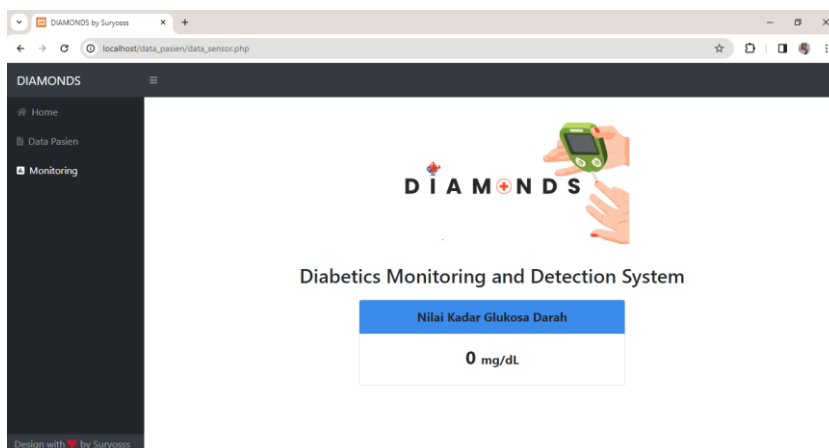 DIAMONDS by Suryosss
localhost/data_pasien/data_sensor.php
DIAMONDS
Home
Data Pasien
Monitoring
DIAMONDS
Diabetics Monitoring and Detection System
Nilai Kadar Glukosa Darah
0 mg/dL
Design with ❤ by Suryosss